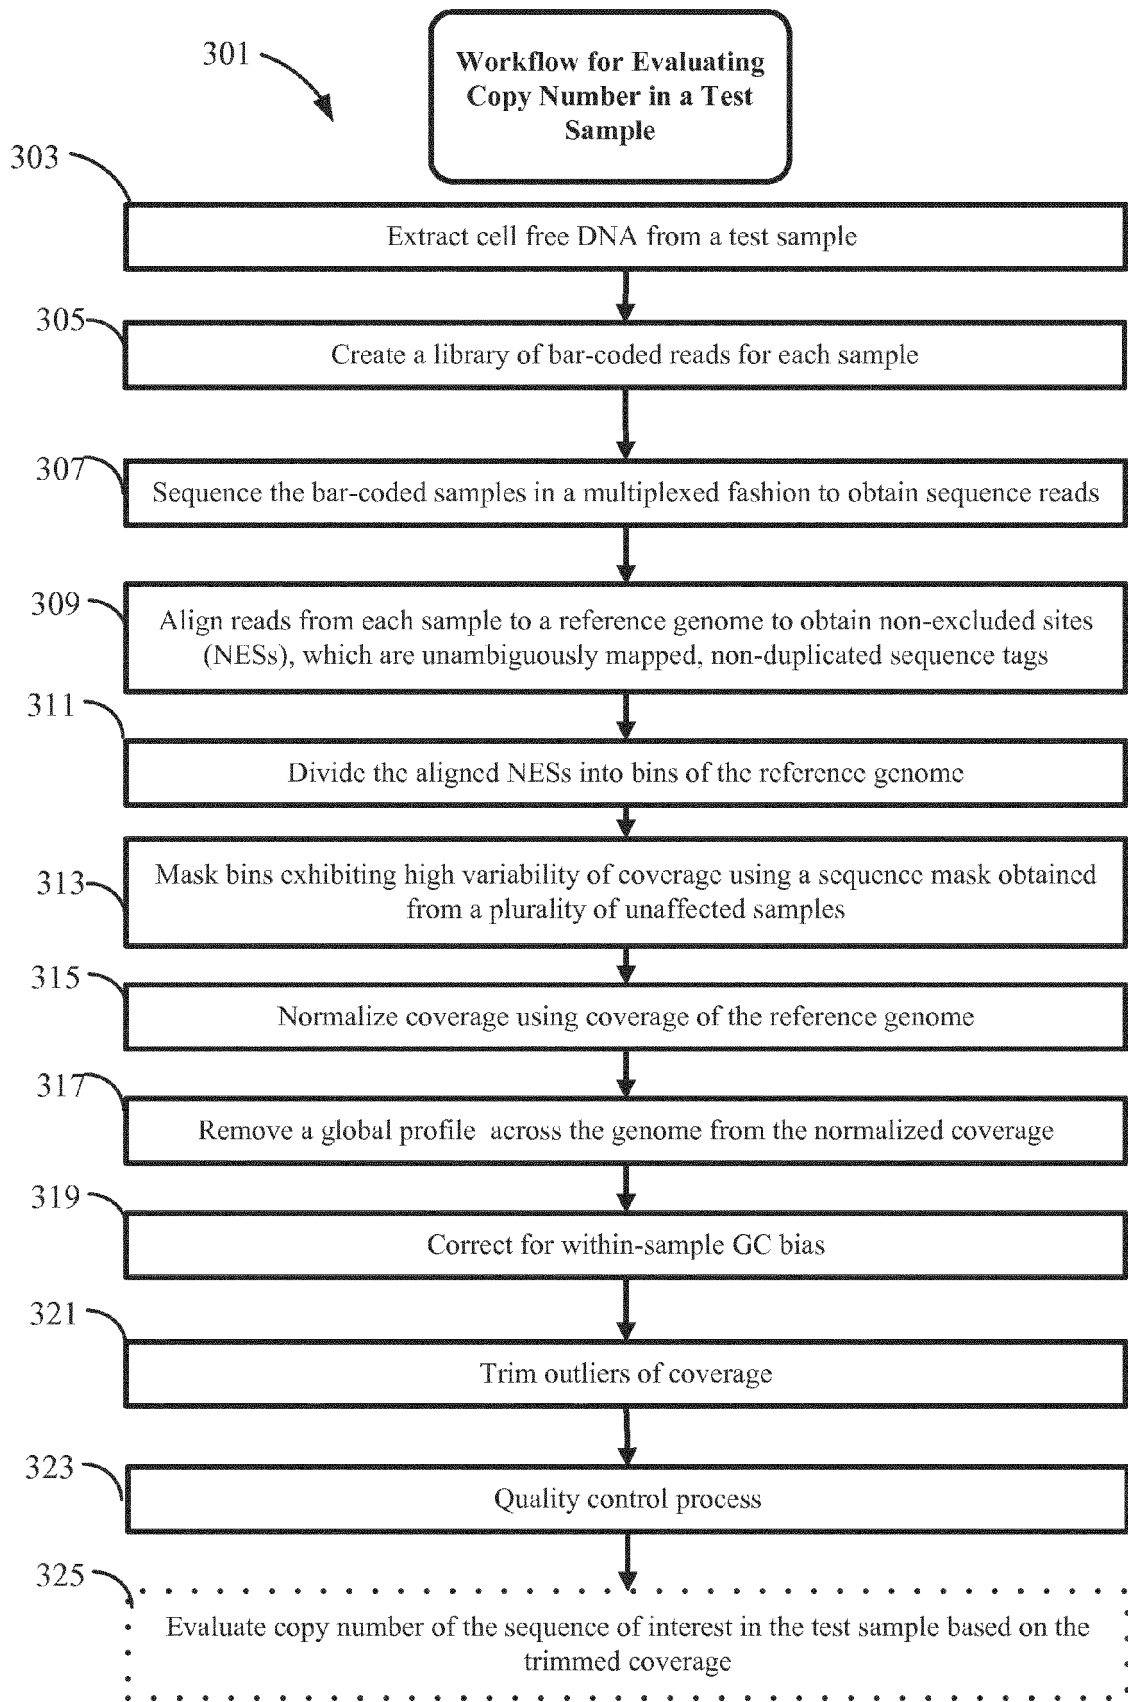 301
Workflow for Evaluating
Copy Number in a Test
Sample
303
Extract cell free DNA from a test sample
305
Create a library of bar-coded reads for each sample
307
Sequence the bar-coded samples in a multiplexed fashion to obtain sequence reads
309
Align reads from each sample to a reference genome to obtain non-excluded sites
(NESs), which are unambiguously mapped, non-duplicated sequence tags
311
Divide the aligned NESs into bins of the reference genome
313
Mask bins exhibiting high variability of coverage using a sequence mask obtained
from a plurality of unaffected samples
315
Normalize coverage using coverage of the reference genome
317
Remove a global profile across the genome from the normalized coverage
319
Correct for within-sample GC bias
321
Trim outliers of coverage
323
Quality control process
325
Evaluate copy number of the sequence of interest in the test sample based on the
trimmed coverage